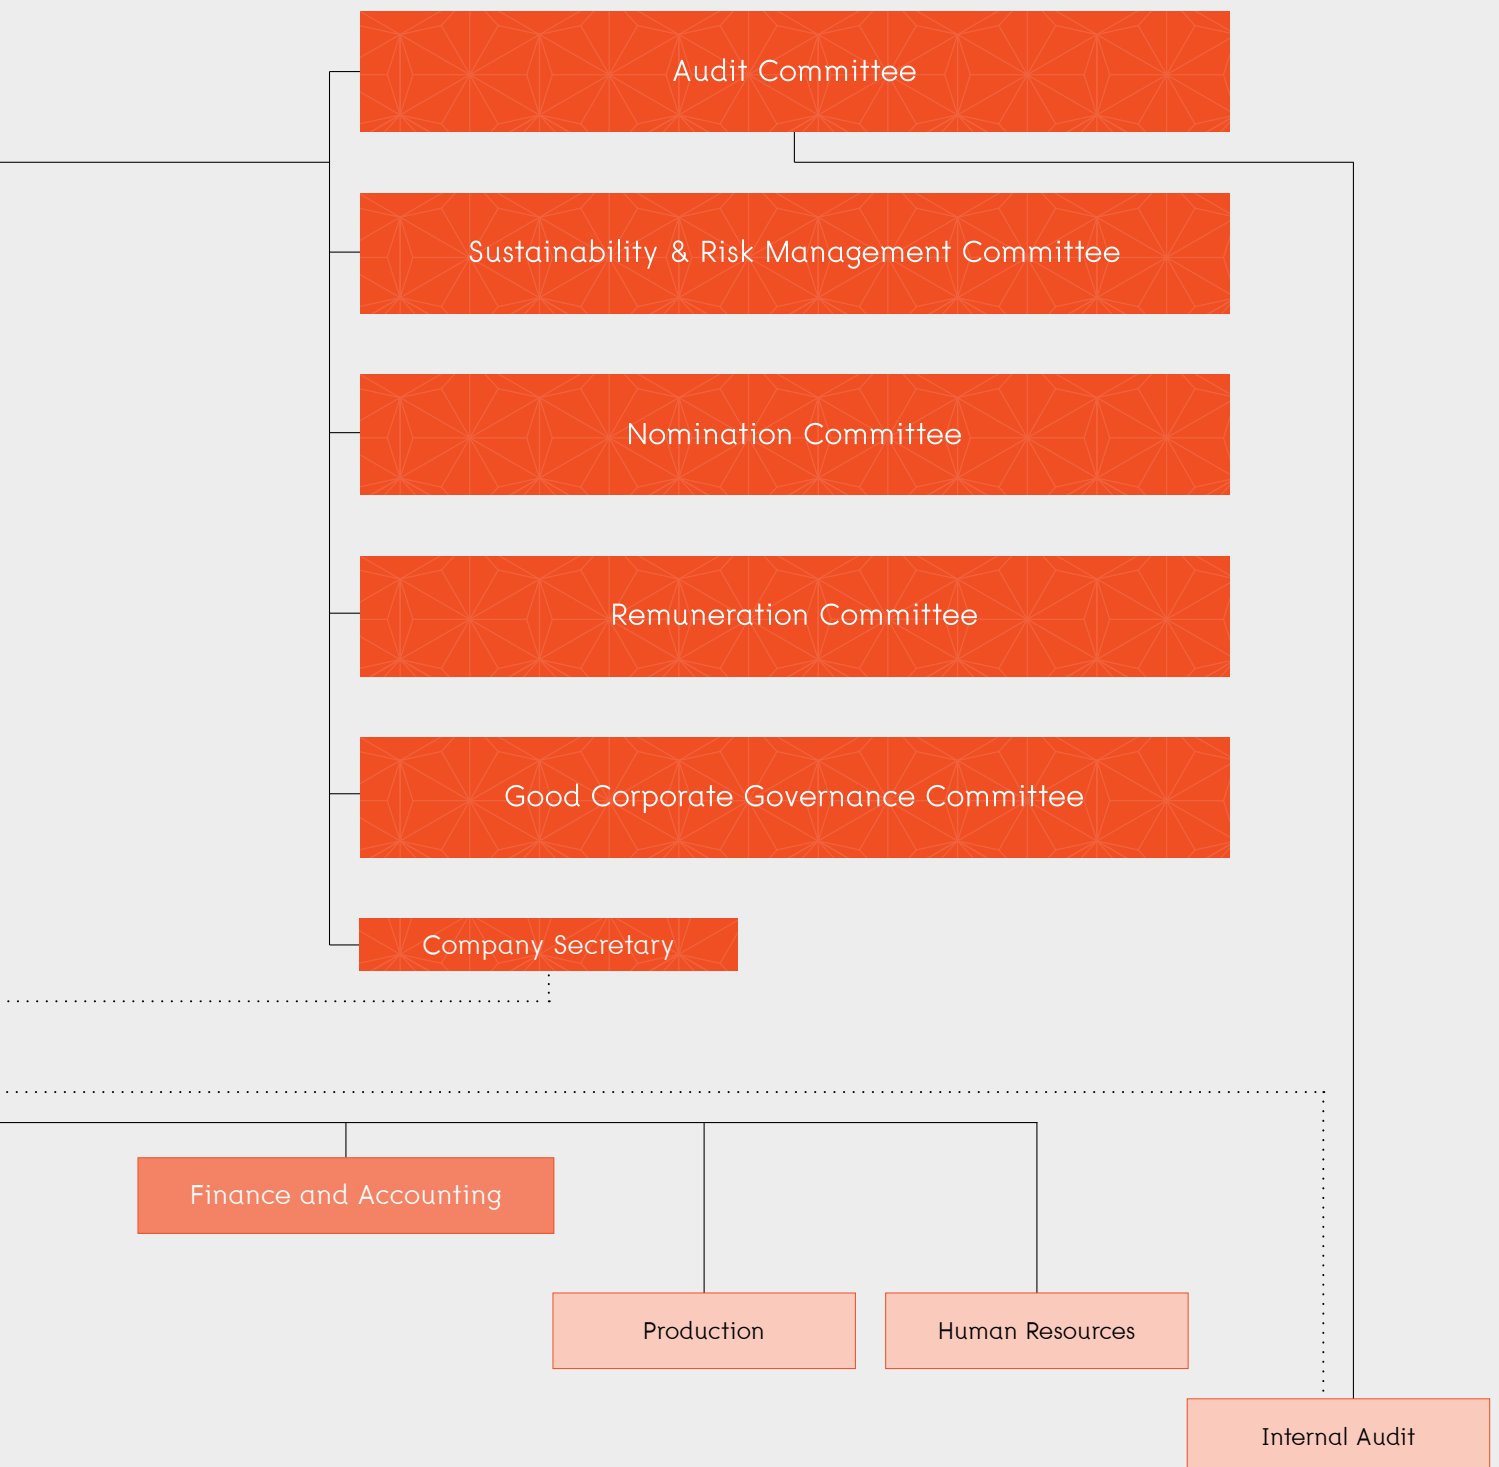 Audit Committee
Sustainability & Risk Management Committee
Nomination Committee
Remuneration Committee
Good Corporate Governance Committee
Company Secretary
Finance and Accounting
Production
Human Resources
Internal Audit